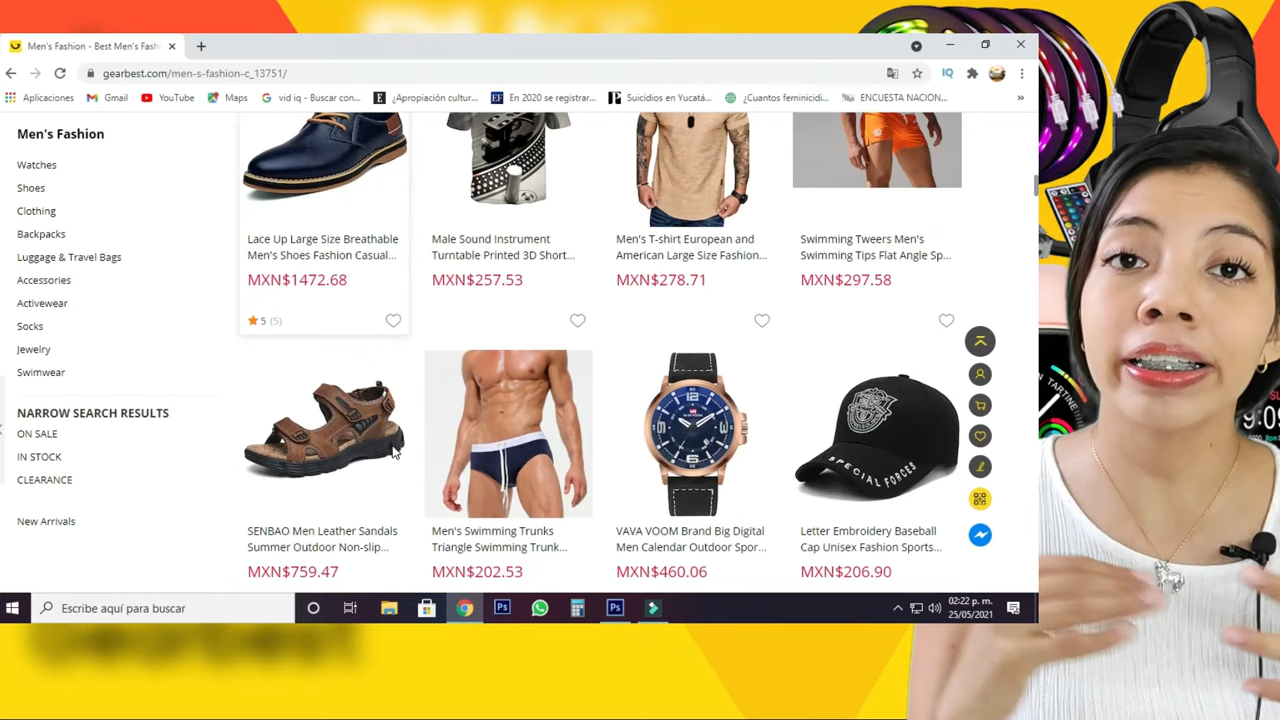 Men's Fashion - Best Men's Fash
gearbest.com/men-s-fashion-c_13751/
Aplicaciones
Gmail
YouTube
Maps
vid iq - Buscar con...
¿Apropiación cultur...
En 2020 se registrar...
Suicidios en Yucatá...
¿Cuantos feminicidi...
ENCUESTA NACION...
»
Men's Fashion
Watches
Shoes
Clothing
Backpacks
Luggage & Travel Bags
Accessories
Activewear
Socks
Jewelry
Swimwear
NARROW SEARCH RESULTS
ON SALE
IN STOCK
CLEARANCE
New Arrivals
Lace Up Large Size Breathable
Men's Shoes Fashion Casual...
MXN$1472.68
5 (5)
Male Sound Instrument
Turntable Printed 3D Short...
MXN$257.53
Men's T-shirt European and
American Large Size Fashion...
MXN$278.71
Swimming Tweers Men's
Swimming Tips Flat Angle Sp...
MXN$297.58
SPECIAL FORCES
SENBAO Men Leather Sandals
Summer Outdoor Non-slip...
MXN$759.47
Men's Swimming Trunks
Triangle Swimming Trunk...
MXN$202.53
VAVA VOOM Brand Big Digital
Men Calendar Outdoor Spor...
MXN$460.06
Letter Embroidery Baseball
Cap Unisex Fashion Sports...
MXN$206.90
Escribe aquí para buscar
02:22 p. m.
25/05/2021